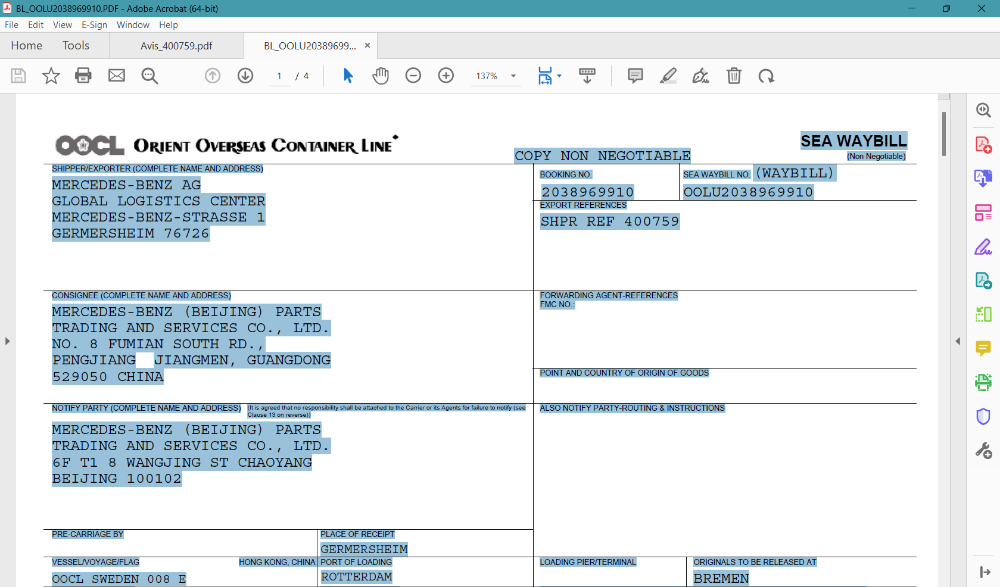 BL_OOLU2038969910.PDF - Adobe Acrobat (64-bit)
File Edit View E-Sign Window Help
Home Tools Avis_400759.pdf BL_OOLU20389699... ×
1 / 4 137%
OOCL ORIENT OVERSEAS CONTAINER LINE
SEA WAYBILL
COPY NON NEGOTIABLE (Non Negotiable)
SHIPPER/EXPORTER (COMPLETE NAME AND ADDRESS)
MERCEDES-BENZ AG
GLOBAL LOGISTICS CENTER
MERCEDES-BENZ-STRASSE 1
GERMERSHEIM 76726
BOOKING NO.
2038969910
SEA WAYBILL NO. (WAYBILL)
OOLU2038969910
EXPORT REFERENCES
SHPR REF 400759
CONSIGNEE (COMPLETE NAME AND ADDRESS)
MERCEDES-BENZ (BEIJING) PARTS
TRADING AND SERVICES CO., LTD.
NO. 8 FUMIAN SOUTH RD.,
PENGJIANG JIANGMEN, GUANGDONG
529050 CHINA
FORWARDING AGENT-REFERENCES
FMC NO.:
POINT AND COUNTRY OF ORIGIN OF GOODS
NOTIFY PARTY (COMPLETE NAME AND ADDRESS) (It is agreed that no responsibility shall be attached to the Carrier or its Agents for failure to notify (see
Clause 13 on reverse))
MERCEDES-BENZ (BEIJING) PARTS
TRADING AND SERVICES CO., LTD.
6F T1 8 WANGJING ST CHAOYANG
BEIJING 100102
ALSO NOTIFY PARTY-ROUTING & INSTRUCTIONS
PRE-CARRIAGE BY
PLACE OF RECEIPT
GERMERSHEIM
VESSEL/VOYAGE/FLAG HONG KONG, CHINA
OOCL SWEDEN 008 E
PORT OF LOADING
ROTTERDAM
LOADING PIER/TERMINAL
ORIGINALS TO BE RELEASED AT
BREMEN